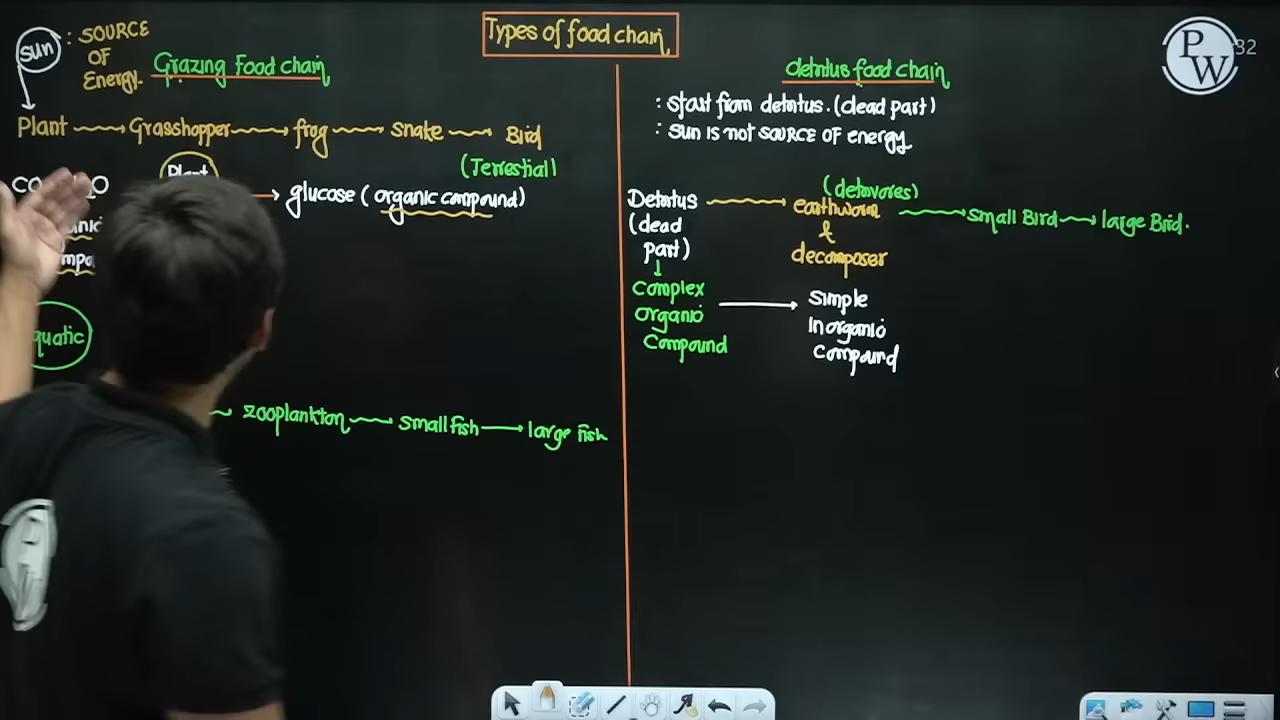 Types of food chain
sun : SOURCE
OF
Energy.
Grazing food chain
Plant Grasshopper frog snake Bird
(Terrestial)
Plant
glucose (organic compound)
zooplankton small fish large fish
detritus food chain
: start from detritus. (dead part)
: sun is not source of energy
(detrivores)
Detritus earthworm small Bird large Bird.
(dead &
part) decomposer
Complex simple
organic Inorganic
Compound compound
PW
32